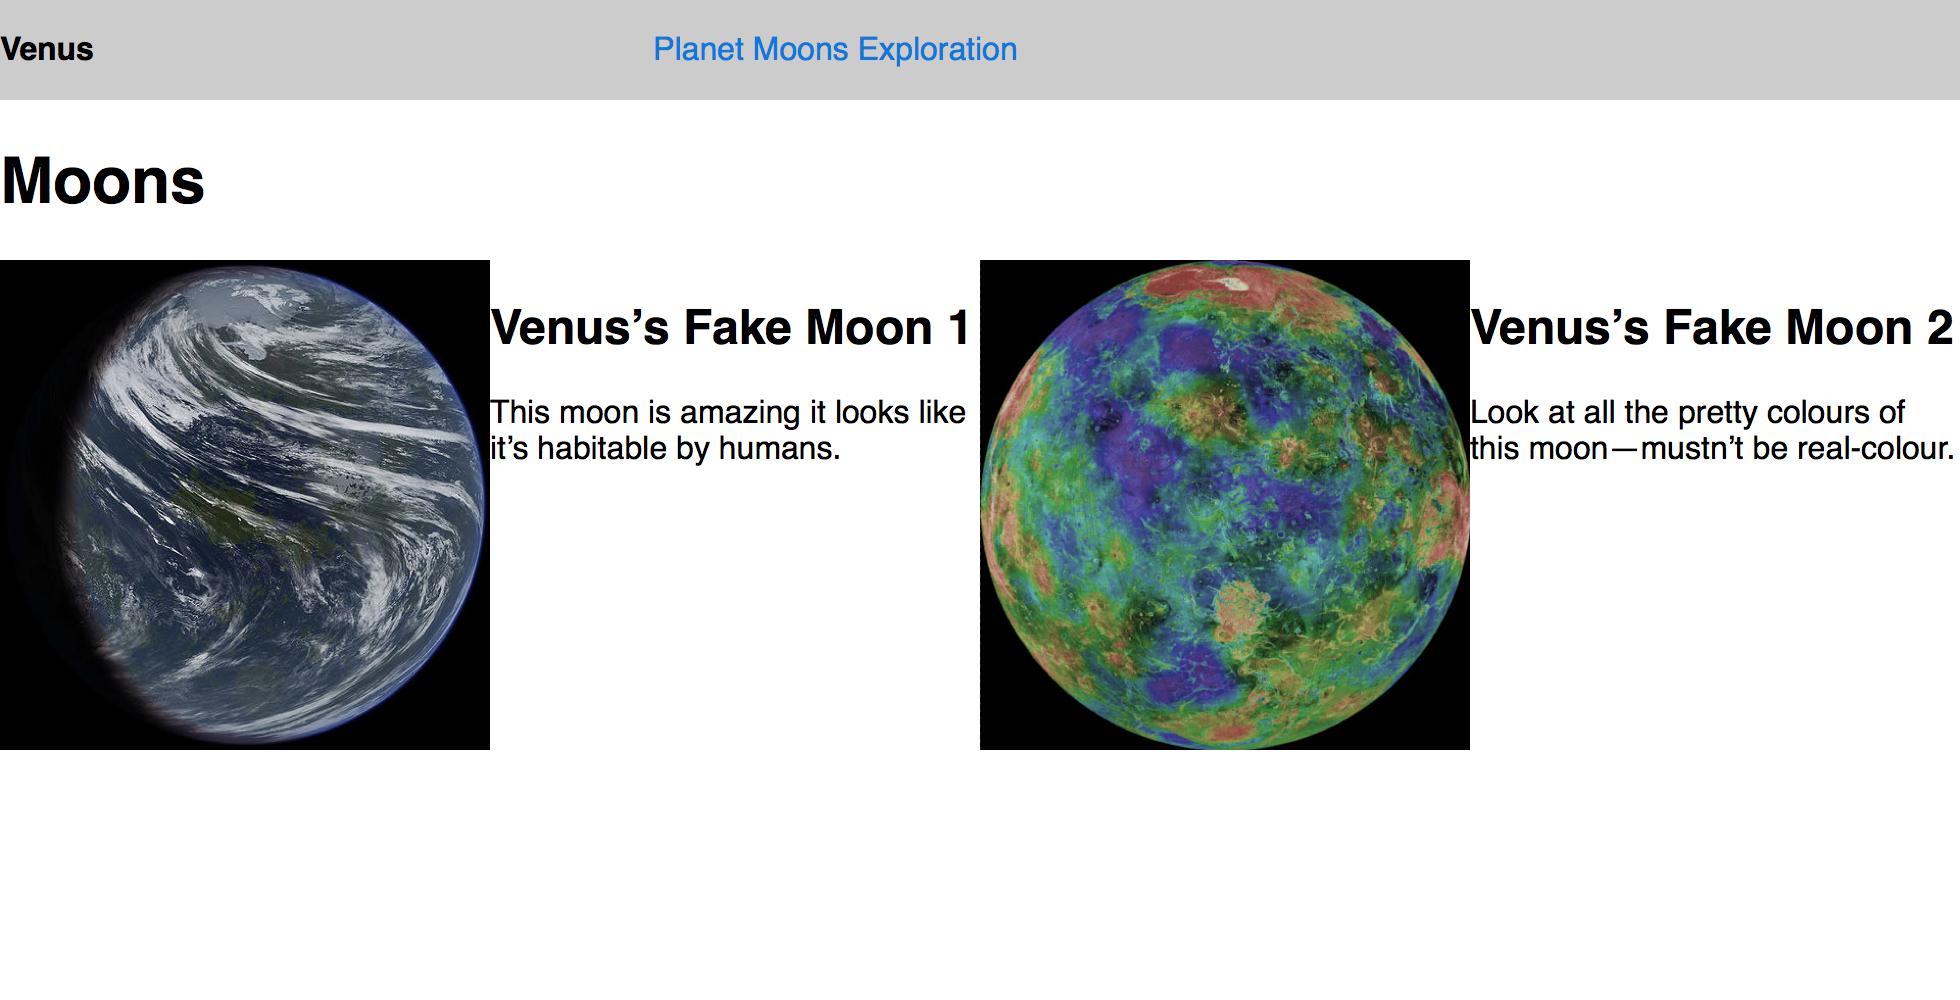 Venus
Planet Moons Exploration
Moons
Venus’s Fake Moon 1
This moon is amazing it looks like
it’s habitable by humans.
Venus’s Fake Moon 2
Look at all the pretty colours of
this moon—mustn’t be real-colour.